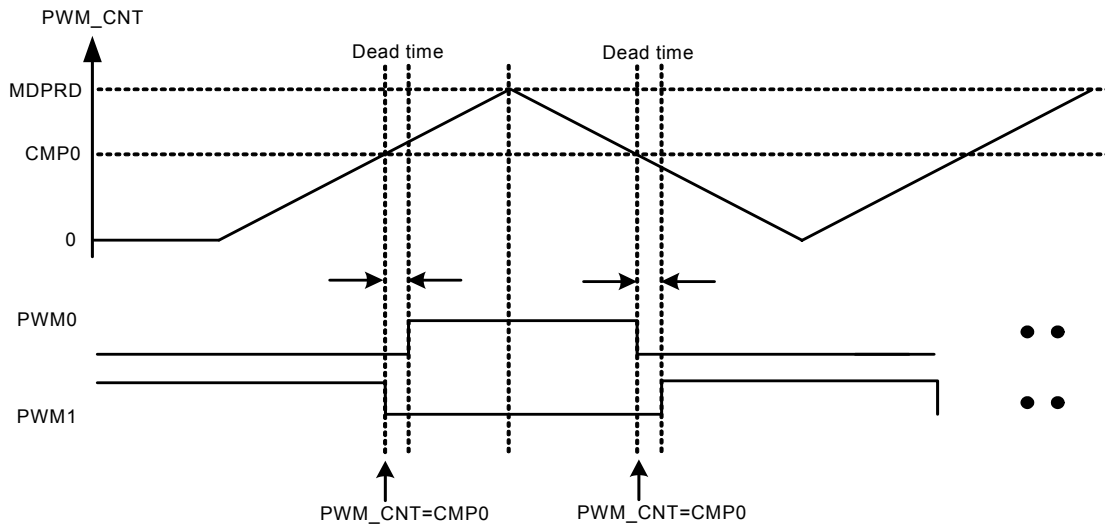 PWM_CNT
Dead time
Dead time
MDPRD
CMP0
0
PWM0
PWM1
PWM_CNT=CMP0
PWM_CNT=CMP0